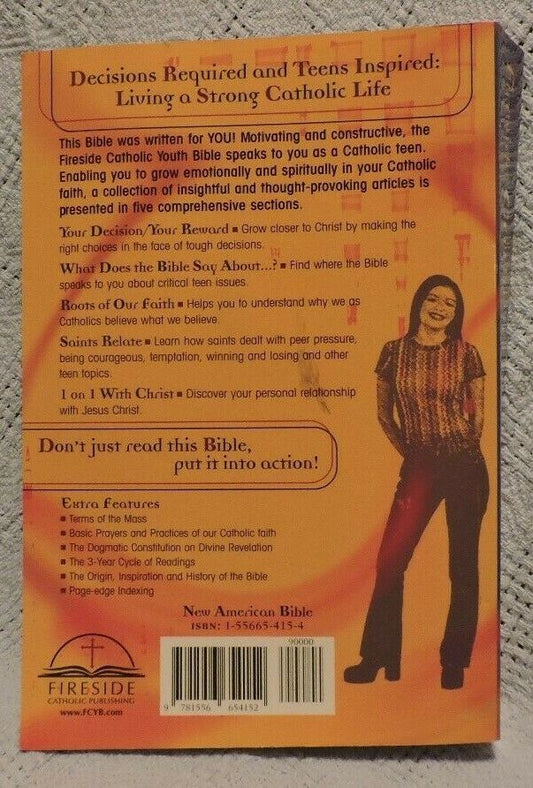 Decisions Required and Teens Inspired:
Living a Strong Catholic Life
This Bible was written for YOU! Motivating and constructive, the
Fireside Catholic Youth Bible speaks to you as a Catholic teen.
Enabling you to grow emotionally and spiritually in your Catholic
faith, a collection of insightful and thought-provoking articles is
presented in five comprehensive sections.
Your Decision/Your Reward ■ Grow closer to Christ by making the
right choices in the face of tough decisions.
What Does the Bible Say About...? ■ Find where the Bible
speaks to you about critical teen issues.
Roots of Our Faith ■ Helps you to understand why we as
Catholics believe what we believe.
Saints Relate ■ Learn how saints dealt with peer pressure,
being courageous, temptation, winning and losing and other
teen topics.
1 on 1 With Christ ■ Discover your personal relationship
with Jesus Christ.
Don't just read this Bible,
put it into action!
Extra Features
■ Terms of the Mass
■ Basic Prayers and Practices of our Catholic faith
■ The Dogmatic Constitution on Divine Revelation
■ The 3-Year Cycle of Readings
■ The Origin, Inspiration and History of the Bible
■ Page-edge Indexing
New American Bible
ISBN: 1-55665-415-4
90000
9 781556 654152
FIRESIDE
CATHOLIC PUBLISHING
www.FCYB.com